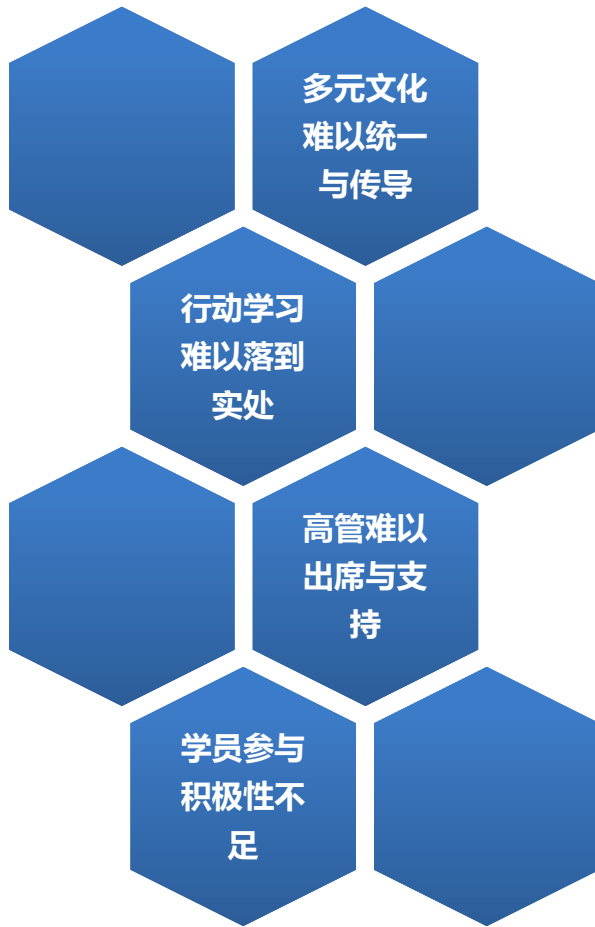 多元文化
难以统一
与传导
行动学习
难以落到
实处
高管难以
出席与支
持
学员参与
积极性不
足